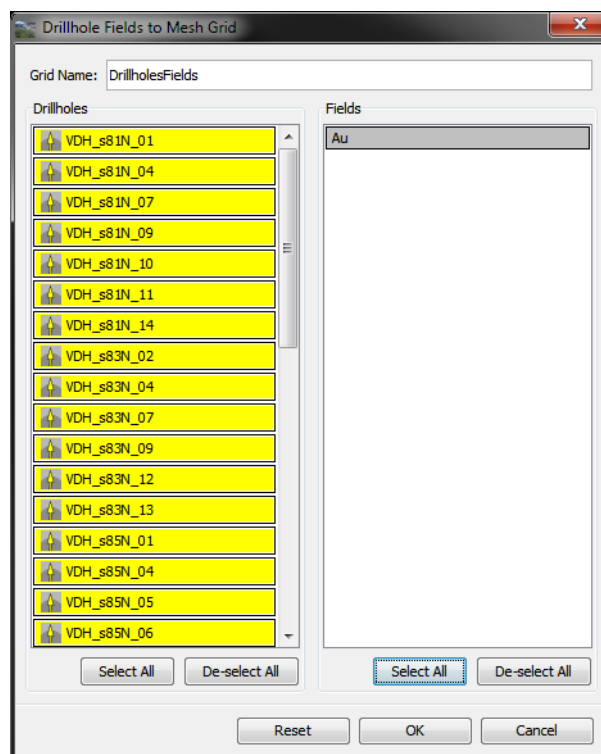 Drillhole Fields to Mesh Grid
Grid Name: DrillholesFields
Drillholes
VDH_s81N_01
VDH_s81N_04
VDH_s81N_07
VDH_s81N_09
VDH_s81N_10
VDH_s81N_11
VDH_s81N_14
VDH_s83N_02
VDH_s83N_04
VDH_s83N_07
VDH_s83N_09
VDH_s83N_12
VDH_s83N_13
VDH_s85N_01
VDH_s85N_04
VDH_s85N_05
VDH_s85N_06
Select All De-select All
Fields
Au
Select All De-select All
Reset OK Cancel